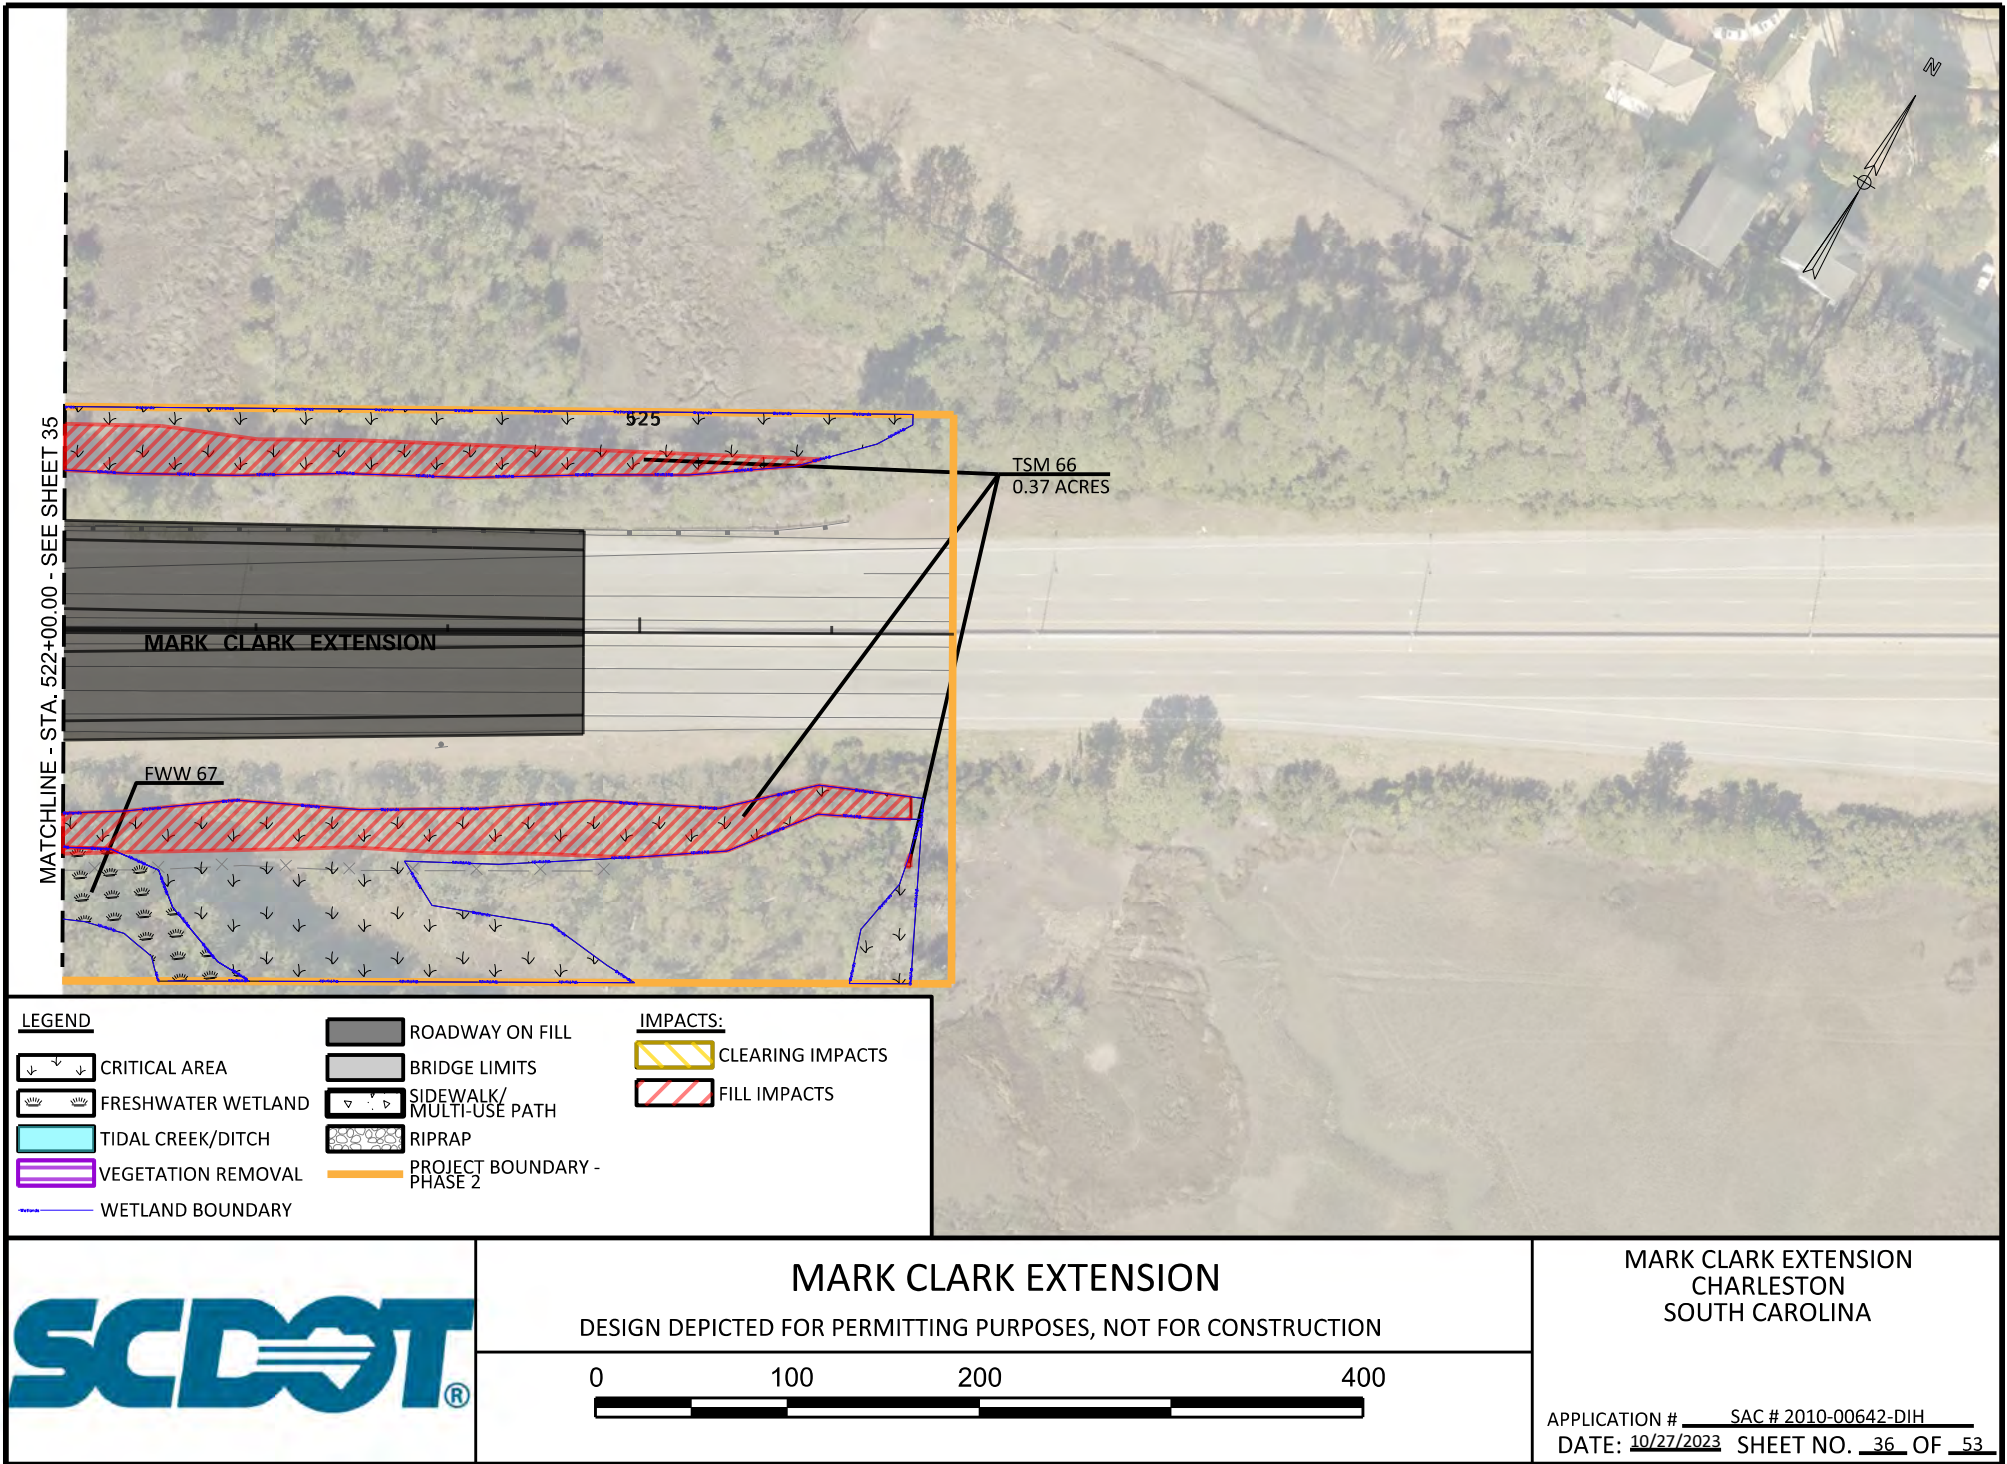 N
MATCHLINE - STA. 522+00.00 - SEE SHEET 35
525
TSM 66
0.37 ACRES
MARK CLARK EXTENSION
FWW 67
LEGEND
CRITICAL AREA
FRESHWATER WETLAND
TIDAL CREEK/DITCH
VEGETATION REMOVAL
WETLAND BOUNDARY
ROADWAY ON FILL
BRIDGE LIMITS
SIDEWALK/
MULTI-USE PATH
RIPRAP
PROJECT BOUNDARY -
PHASE 2
IMPACTS:
CLEARING IMPACTS
FILL IMPACTS
SCDOT®
MARK CLARK EXTENSION
DESIGN DEPICTED FOR PERMITTING PURPOSES, NOT FOR CONSTRUCTION
0 100 200 400
MARK CLARK EXTENSION
CHARLESTON
SOUTH CAROLINA
APPLICATION # SAC # 2010-00642-DIH
DATE: 10/27/2023 SHEET NO. 36 OF 53